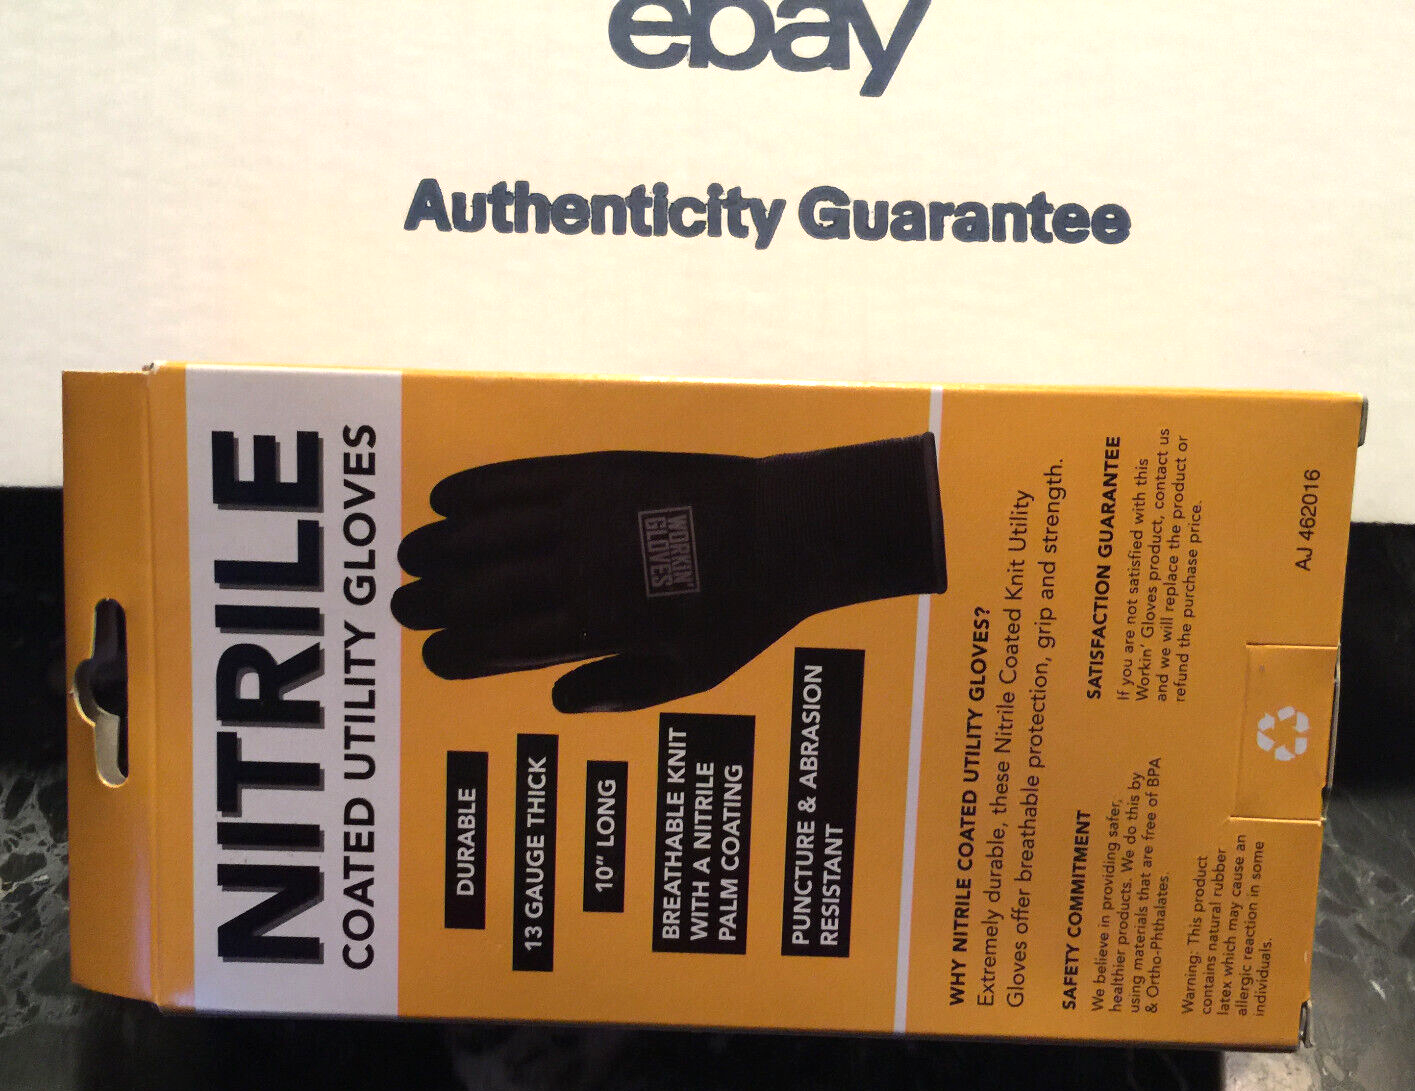 ebay
Authenticity Guarantee
NITRILE
COATED UTILITY GLOVES
WORKIN'
GLOVES
DURABLE
13 GAUGE THICK
10" LONG
BREATHABLE KNIT
WITH A NITRILE
PALM COATING
PUNCTURE & ABRASION
RESISTANT
WHY NITRILE COATED UTILITY GLOVES?
Extremely durable, these Nitrile Coated Knit Utility
Gloves offer breathable protection, grip and strength.
SAFETY COMMITMENT
We believe in providing safer,
healthier products. We do this by
using materials that are free of BPA
& Ortho-Phthalates.
Warning: This product
contains natural rubber
latex which may cause an
allergic reaction in some
individuals.
SATISFACTION GUARANTEE
If you are not satisfied with this
Workin' Gloves product, contact us
and we will replace the product or
refund the purchase price.
AJ 462016